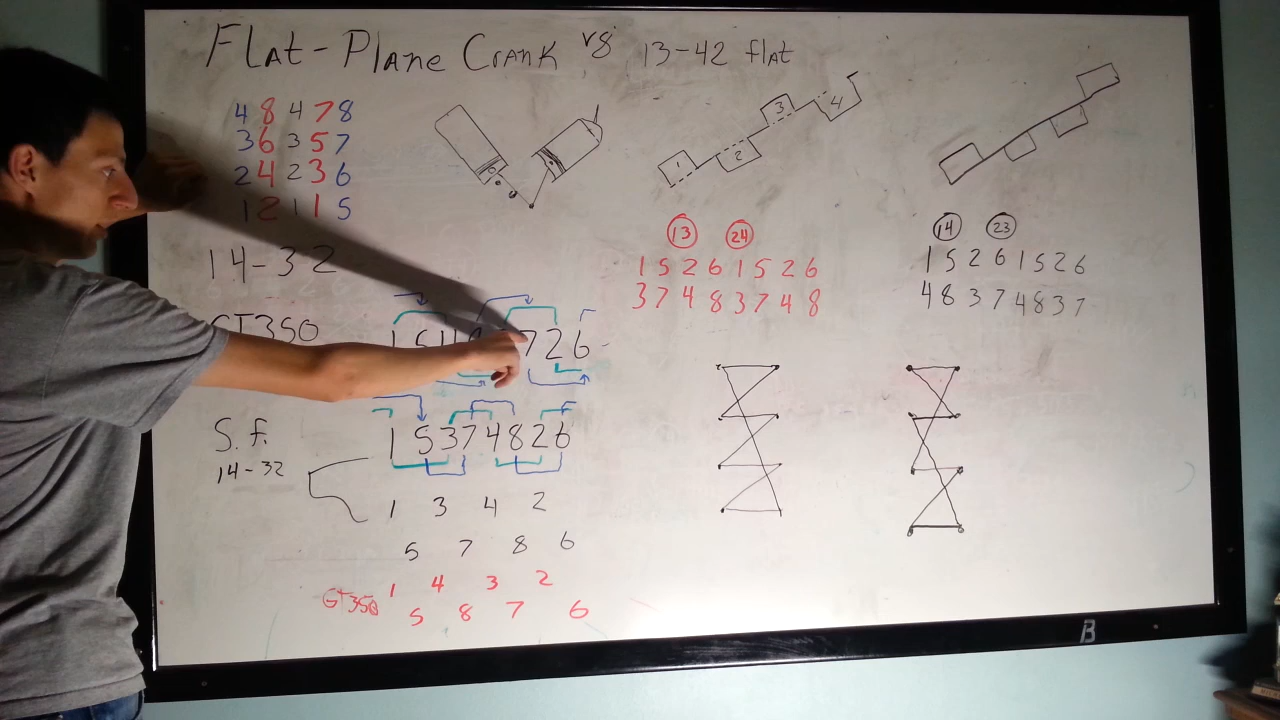 Flat-Plane Crank vs 13-42 flat
4 8 4 7 8
3 6 3 5 7
2 4 2 3 6
1 2 1 1 5
14-32
GT350
1 5 4
7 2 6
S.f.
14-32
1 5 3 7 4 8 2 6
1 3 4 2
5 7 8 6
GT350 1 4 3 2
5 8 7 6
1 2 3 4
13 24
1 5 2 6 1 5 2 6
3 7 4 8 3 7 4 8
14 23
1 5 2 6 1 5 2 6
4 8 3 7 4 8 3 7
B